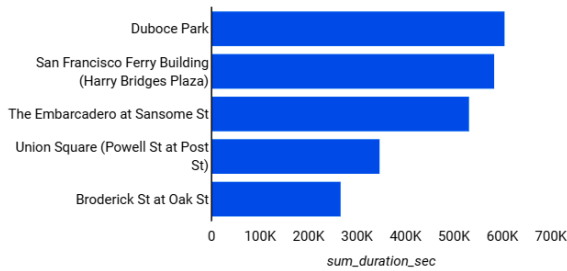 Duboce Park
San Francisco Ferry Building
(Harry Bridges Plaza)
The Embarcadero at Sansome St
Union Square (Powell St at Post
St)
Broderick St at Oak St
0 100K 200K 300K 400K 500K 600K 700K
sum_duration_sec